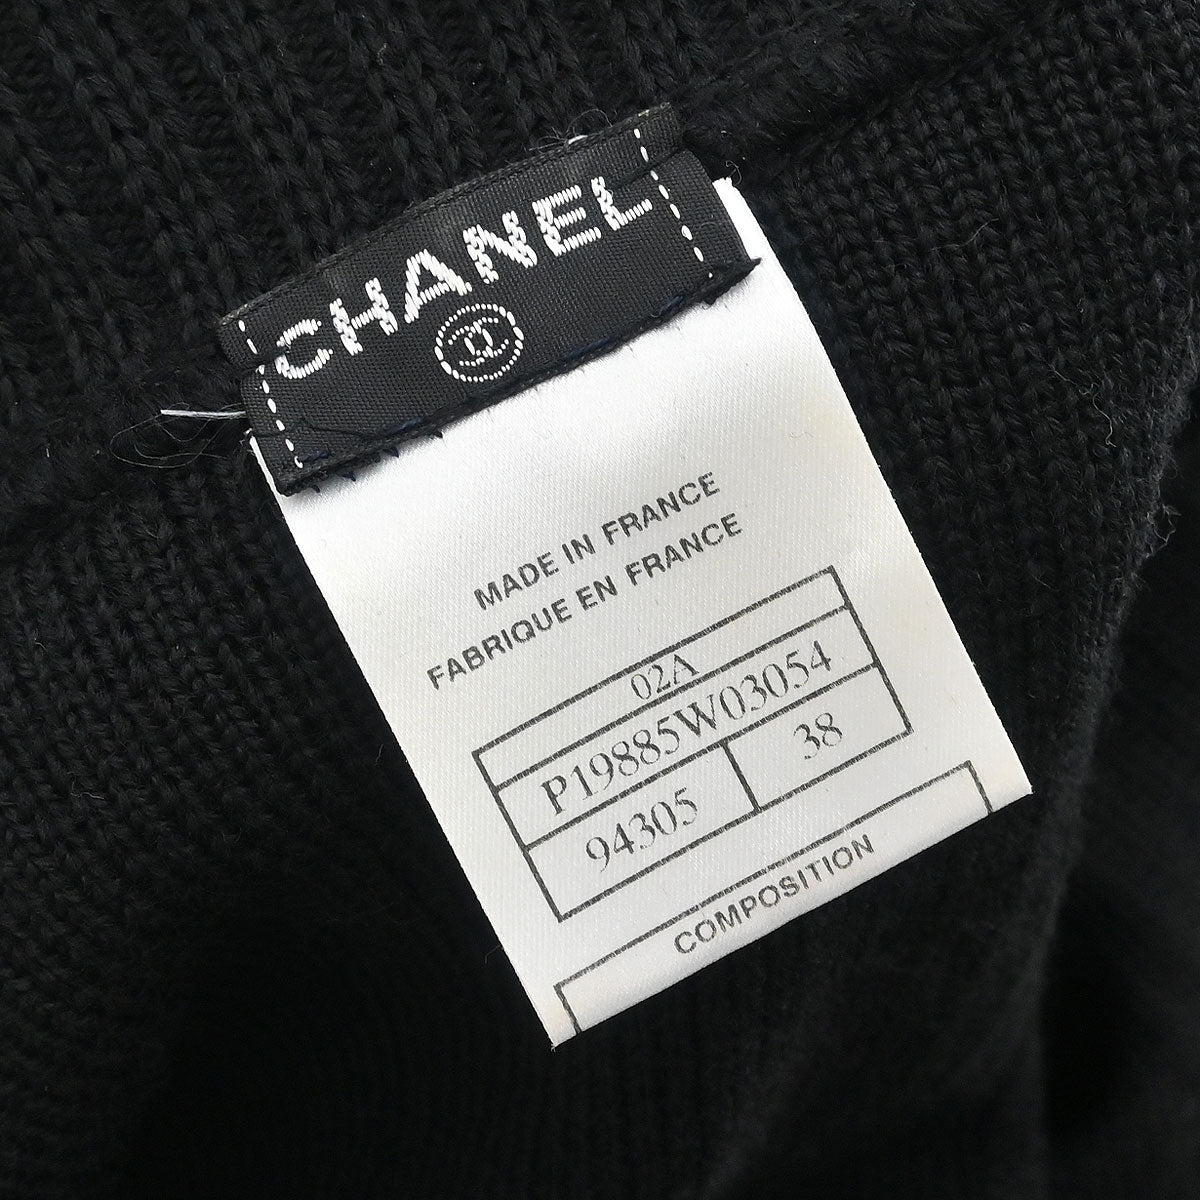 CHANEL
MADE IN FRANCE
FABRIQUE EN FRANCE
02A
P19885W03054
94305 38
COMPOSITION